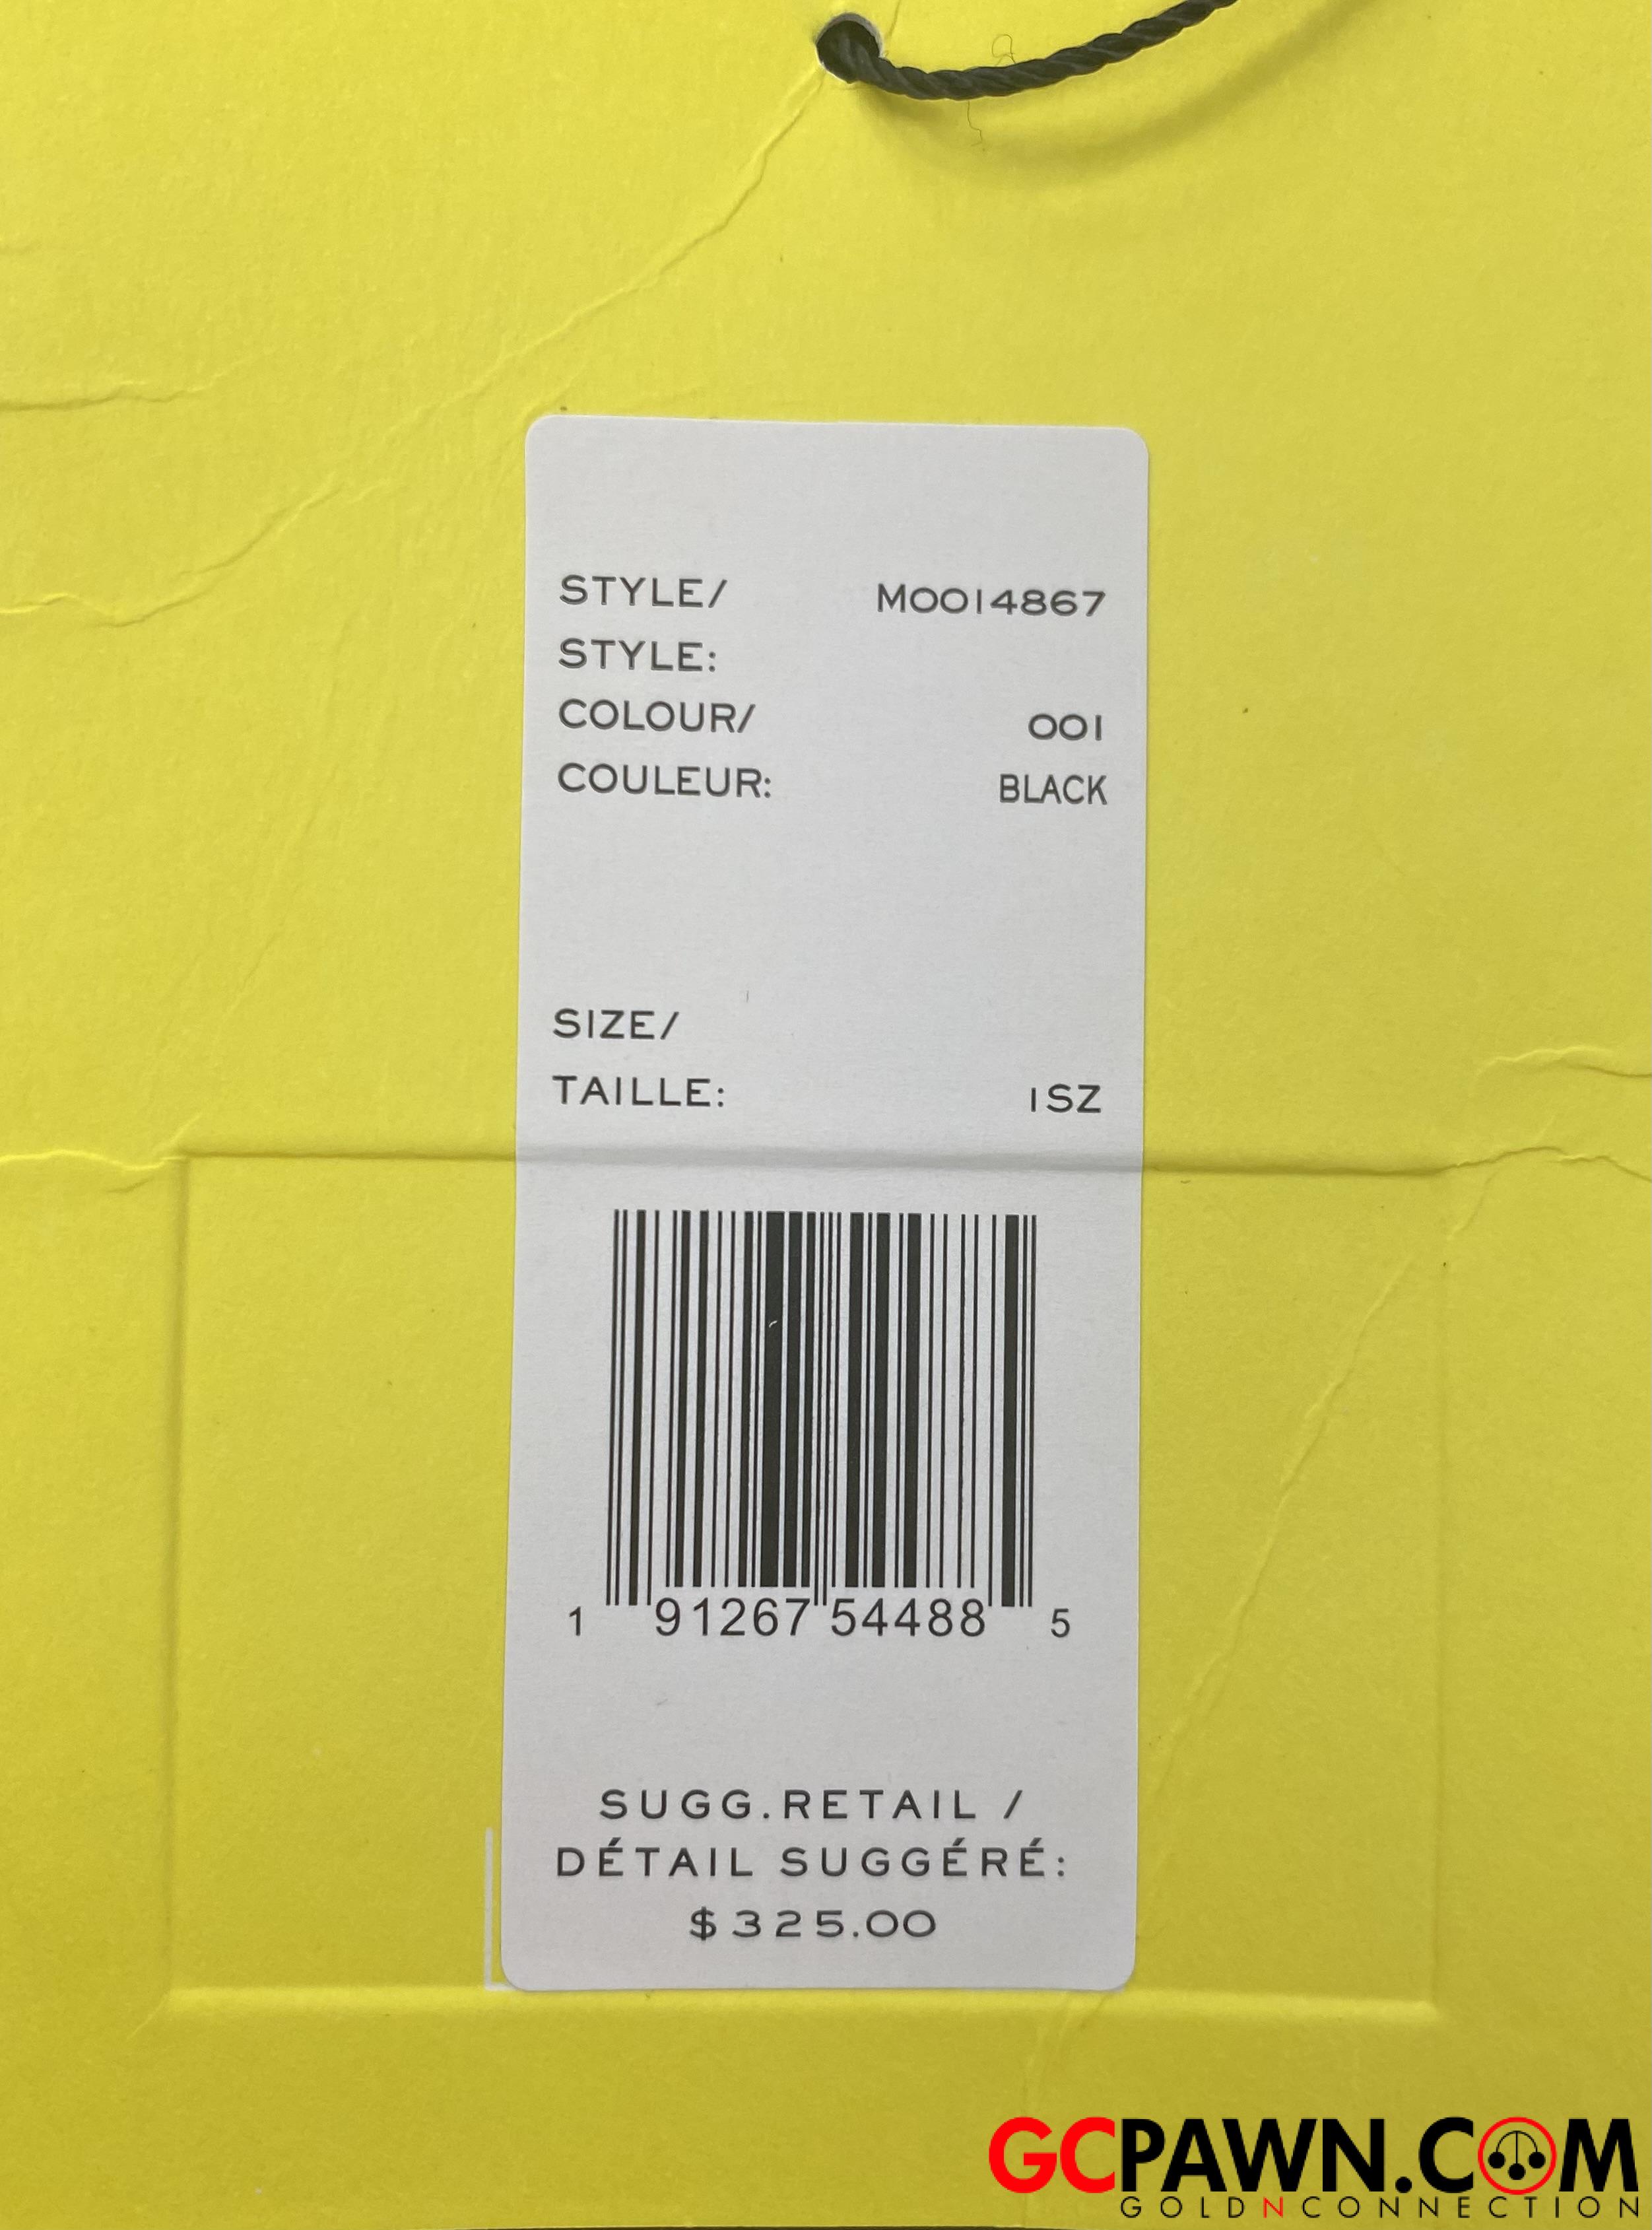 STYLE/ M0014867
STYLE:
COLOUR/ 001
COULEUR: BLACK
SIZE/
TAILLE: 1SZ
1 91267 54488 5
SUGG.RETAIL /
DÉTAIL SUGGÉRÉ:
$325.00
GCPAWN.COM
GOLDNCONNECTION